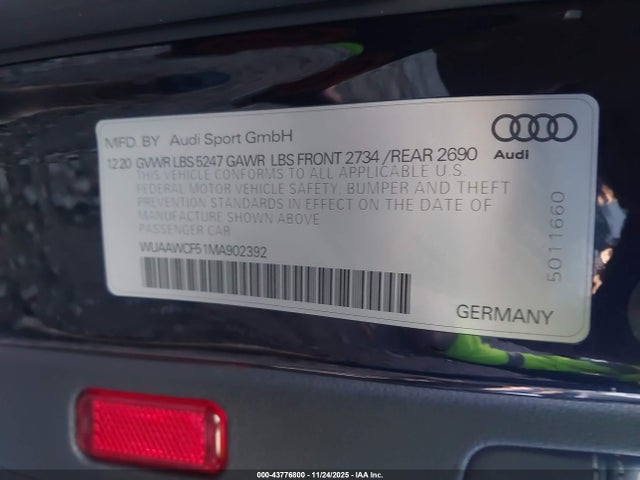 MFD. BY Audi Sport GmbH
12 20 GVWR LBS 5247 GAWR LBS FRONT 2734 /REAR 2690
THIS VEHICLE CONFORMS TO ALL APPLICABLE U.S.
FEDERAL MOTOR VEHICLE SAFETY, BUMPER AND THEFT
PREVENTION STANDARDS IN EFFECT ON THE DATE OF
MANUFACTURE SHOWN ABOVE
PASSENGER CAR
WUAAWCF51MA902392
Audi
5011660
GERMANY
000-43776800 - 11/24/2025 - IAA Inc.